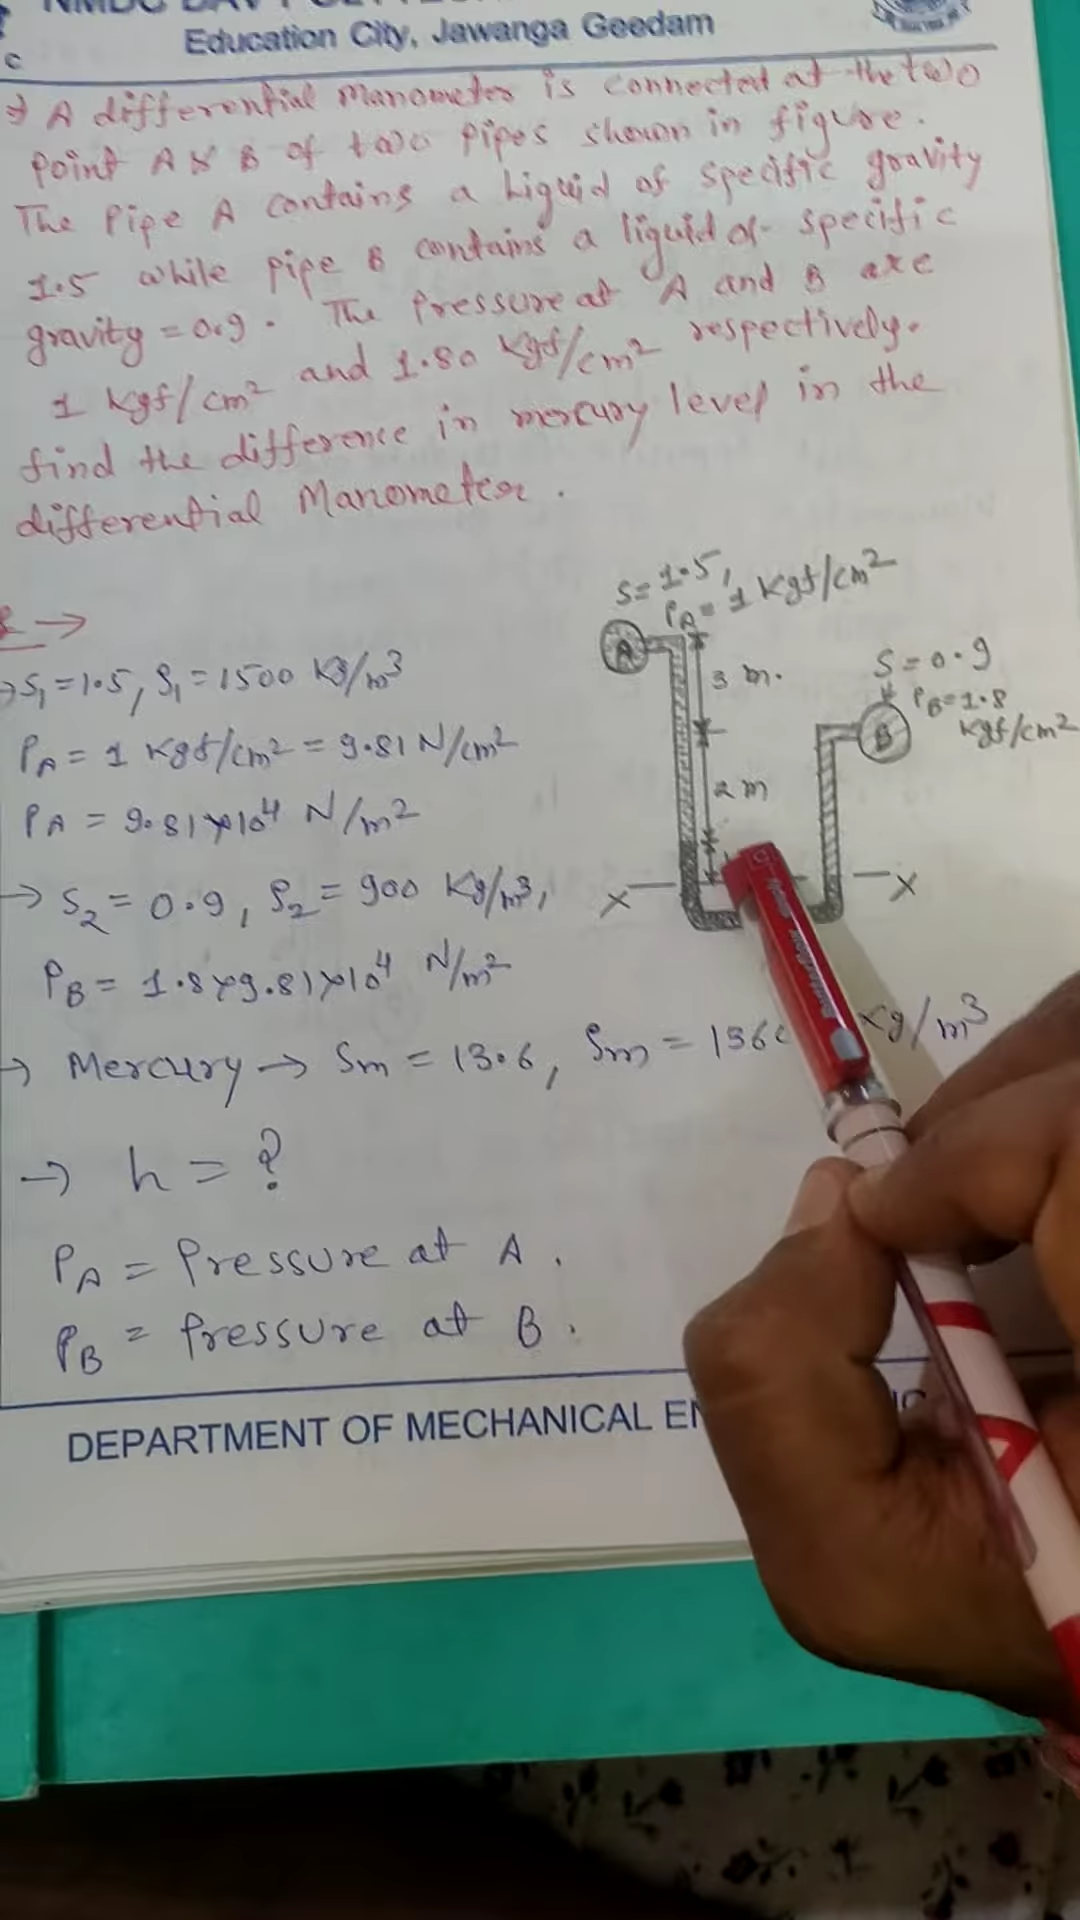 Education City, Jawanga Geedam
A differential Manometer is connected at the two
point A & B of two pipes shown in figure.
The Pipe A contains a Liquid of specific gravity
1.5 while pipe B contains a liquid of specific
gravity = 0.9. The Pressure at A and B are
1 kgf/cm² and 1.80 kgf/cm² respectively.
find the difference in mercury level in the
differential Manometer.
S = 1.5,
PA = 1 kgf/cm²
A
3 m.
S = 0.9
PB = 1.8
kgf/cm²
B
2 m
X
X
→ S₁ = 1.5, ρ₁ = 1500 kg/m³
PA = 1 kgf/cm² = 9.81 N/cm²
PA = 9.81×10⁴ N/m²
→ S₂ = 0.9, ρ₂ = 900 kg/m³,
PB = 1.8×9.81×10⁴ N/m²
→ Mercury → Sm = 13.6, ρm = 136 kg/m³
→ h = ?
PA = Pressure at A.
PB = Pressure at B.
DEPARTMENT OF MECHANICAL